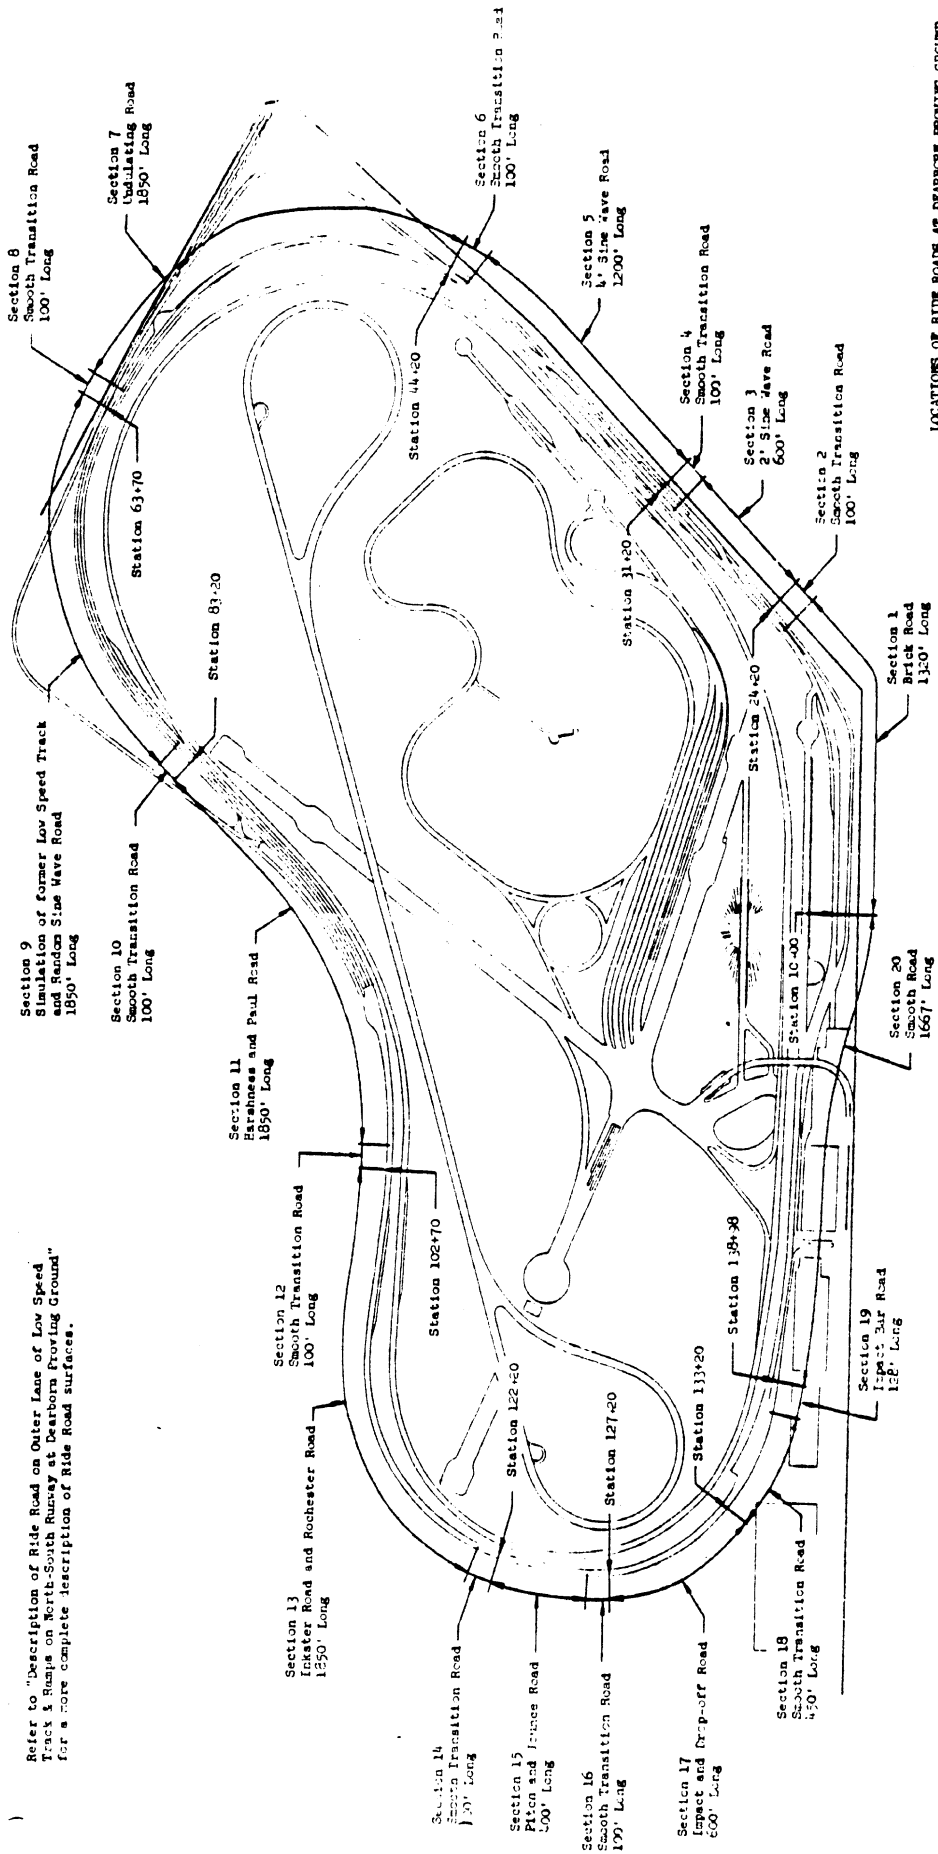 Refer to "Description of Ride Road on Outer Lane of Low Speed
Track & Ramps on North-South Runway at Dearborn Proving Ground"
for a more complete description of Ride Road surfaces.
Section 1
Brick Road
1320' Long
Section 2
Smooth Transition Road
100' Long
Section 3
2' Sine Wave Road
600' Long
Section 4
Smooth Transition Road
100' Long
Section 5
4' Sine Wave Road
1200' Long
Section 6
Smooth Transition Road
100' Long
Section 7
Undulating Road
1850' Long
Section 8
Smooth Transition Road
100' Long
Section 9
Simulation of former Low Speed Track
and Random Sine Wave Road
1850' Long
Section 10
Smooth Transition Road
100' Long
Section 11
Harshness and Paul Road
1850' Long
Section 12
Smooth Transition Road
100' Long
Section 13
Inkster Road and Rochester Road
1850' Long
Section 14
Smooth Transition Road
100' Long
Section 15
Pitch and Jounce Road
400' Long
Section 16
Smooth Transition Road
100' Long
Section 17
Impact and Drop-off Road
600' Long
Section 18
Smooth Transition Road
450' Long
Section 19
Impact Bar Road
Long
Section 20
Smooth Road
1667' Long
Station 10+00
Station 24+20
Station 31+20
Station 44+20
Station 63+70
Station 83+20
Station 102+70
Station 122+20
Station 127+20
Station 133+20
Station 138+98
LOCATIONS OF RIDE ROADS AT DEARBORN PROVING GROUND